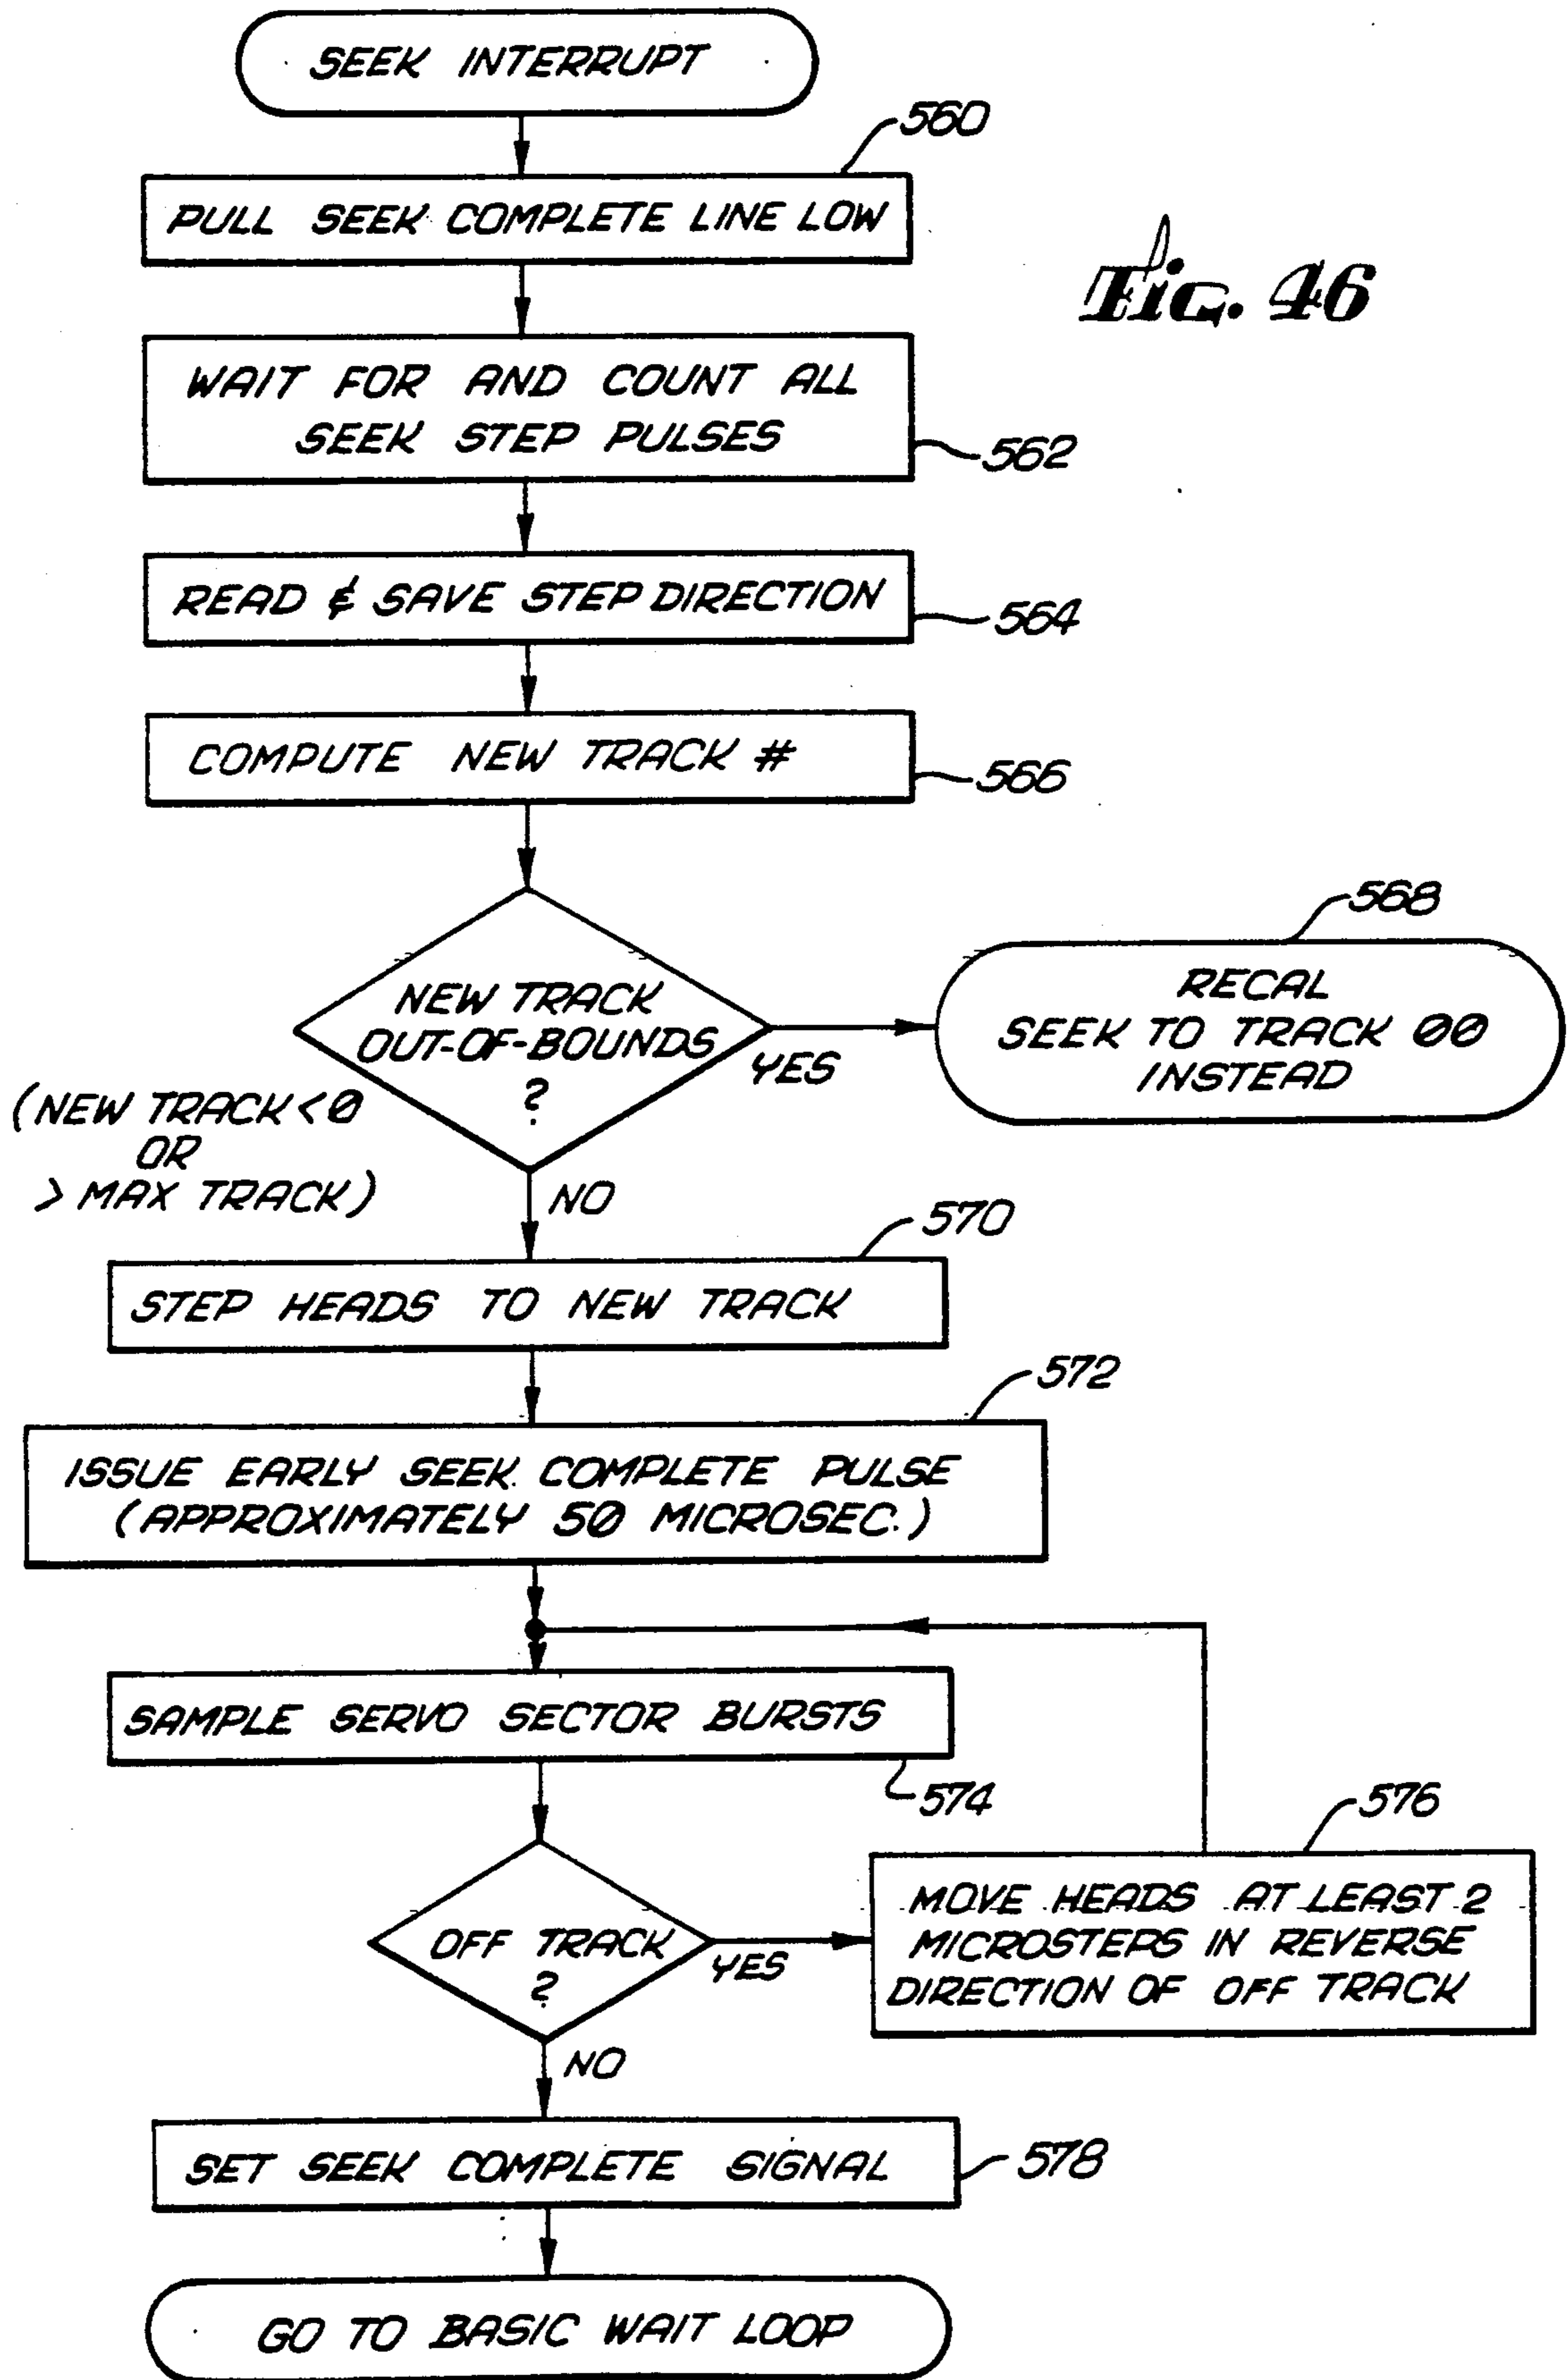 SEEK INTERRUPT
560
PULL SEEK COMPLETE LINE LOW
Fig. 46
WAIT FOR AND COUNT ALL
SEEK STEP PULSES
562
READ & SAVE STEP DIRECTION
564
COMPUTE NEW TRACK #
566
568
NEW TRACK
OUT-OF-BOUNDS
?
YES
RECAL
SEEK TO TRACK 00
INSTEAD
(NEW TRACK < 0
OR
> MAX TRACK)
NO
570
STEP HEADS TO NEW TRACK
572
ISSUE EARLY SEEK COMPLETE PULSE
(APPROXIMATELY 50 MICROSEC.)
SAMPLE SERVO SECTOR BURSTS
574
576
OFF TRACK
?
YES
MOVE HEADS AT LEAST 2
MICROSTEPS IN REVERSE
DIRECTION OF OFF TRACK
NO
SET SEEK COMPLETE SIGNAL
578
GO TO BASIC WAIT LOOP